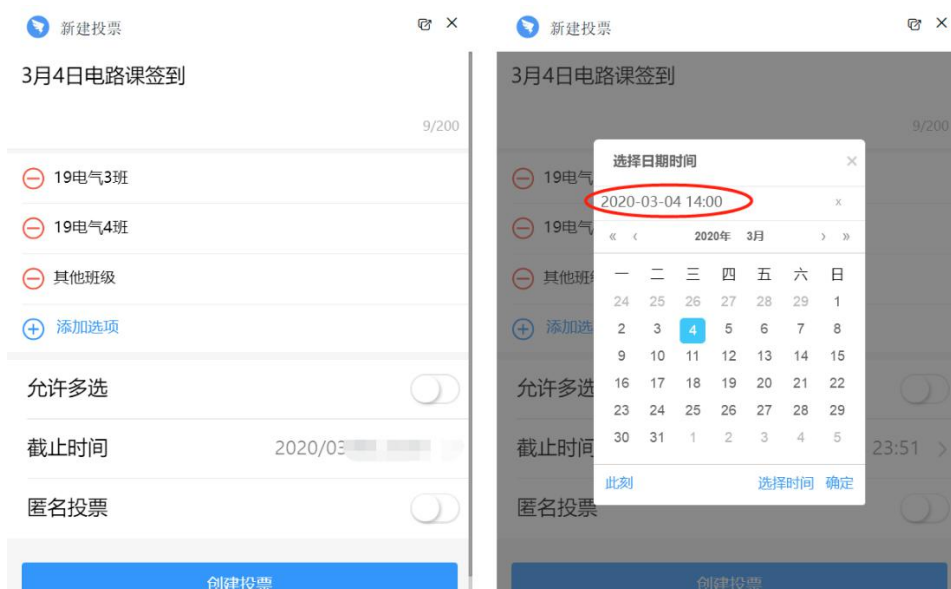 新建投票
3月4日电路课签到
9/200
19电气3班
19电气4班
其他班级
添加选项
允许多选
截止时间 2020/03
匿名投票
创建投票
新建投票
3月4日电路课签到
9/200
19电气
19电气
其他班
添加选
允许多选
截止时间 23:51
匿名投票
创建投票
选择日期时间
2020-03-04 14:00
« ‹ 2020年 3月 › »
一 二 三 四 五 六 日
24 25 26 27 28 29 1
2 3 4 5 6 7 8
9 10 11 12 13 14 15
16 17 18 19 20 21 22
23 24 25 26 27 28 29
30 31 1 2 3 4 5
此刻 选择时间 确定